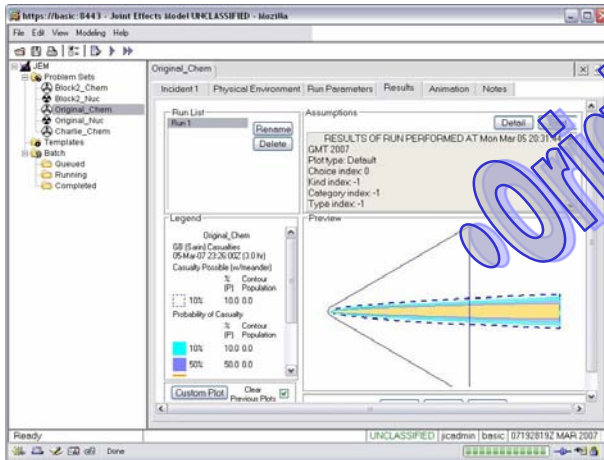 https://basic:8443 - Joint Effects Model UNCLASSIFIED - Mozilla
File Edit View Modeling Help
JEM
Problem Sets
Block2_Chem
Block2_Nuc
Original_Chem
Original_Nuc
Charlie_Chem
Templates
Batch
Queued
Running
Completed
Original_Chem
Incident 1 Physical Environment Run Parameters Results Animation Notes
Run List
Run 1
Rename
Delete
Assumptions
Detail
RESULTS OF RUN PERFORMED AT Mon Mar 05 20:31:44
GMT 2007
Plot type: Default
Choice index: 0
Kind index: -1
Category index: -1
Type index: -1
Legend
Original_Chem
GB (Sarin) Casualties
05-Mar-07 23:26:00Z (3.0 hr)
Casualty Possible (w/meander)
% Contour
(P) Population
10% 10.0 0.0
Probability of Casualty
% Contour
(P) Population
10% 10.0 0.0
50% 50.0 0.0
Custom Plot
Clear
Previous Plots
Preview
Ready
UNCLASSIFIED jcadmin basic 07192819Z MAR 2007
Done